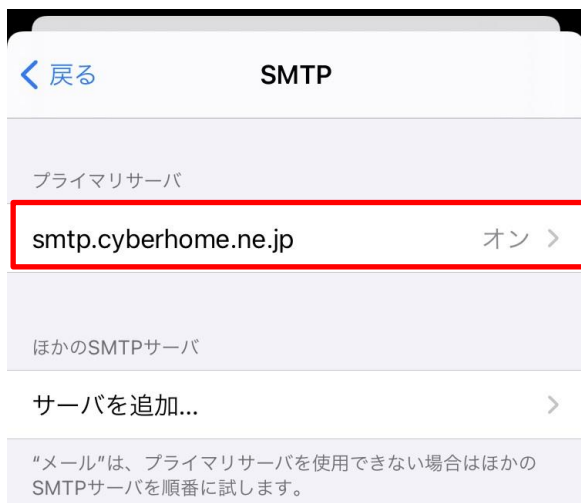 戻る
SMTP
プライマリサーバ
smtp.cyberhome.ne.jp
オン
ほかのSMTPサーバ
サーバを追加...
“メール”は、プライマリサーバを使用できない場合はほかの
SMTPサーバを順番に試します。